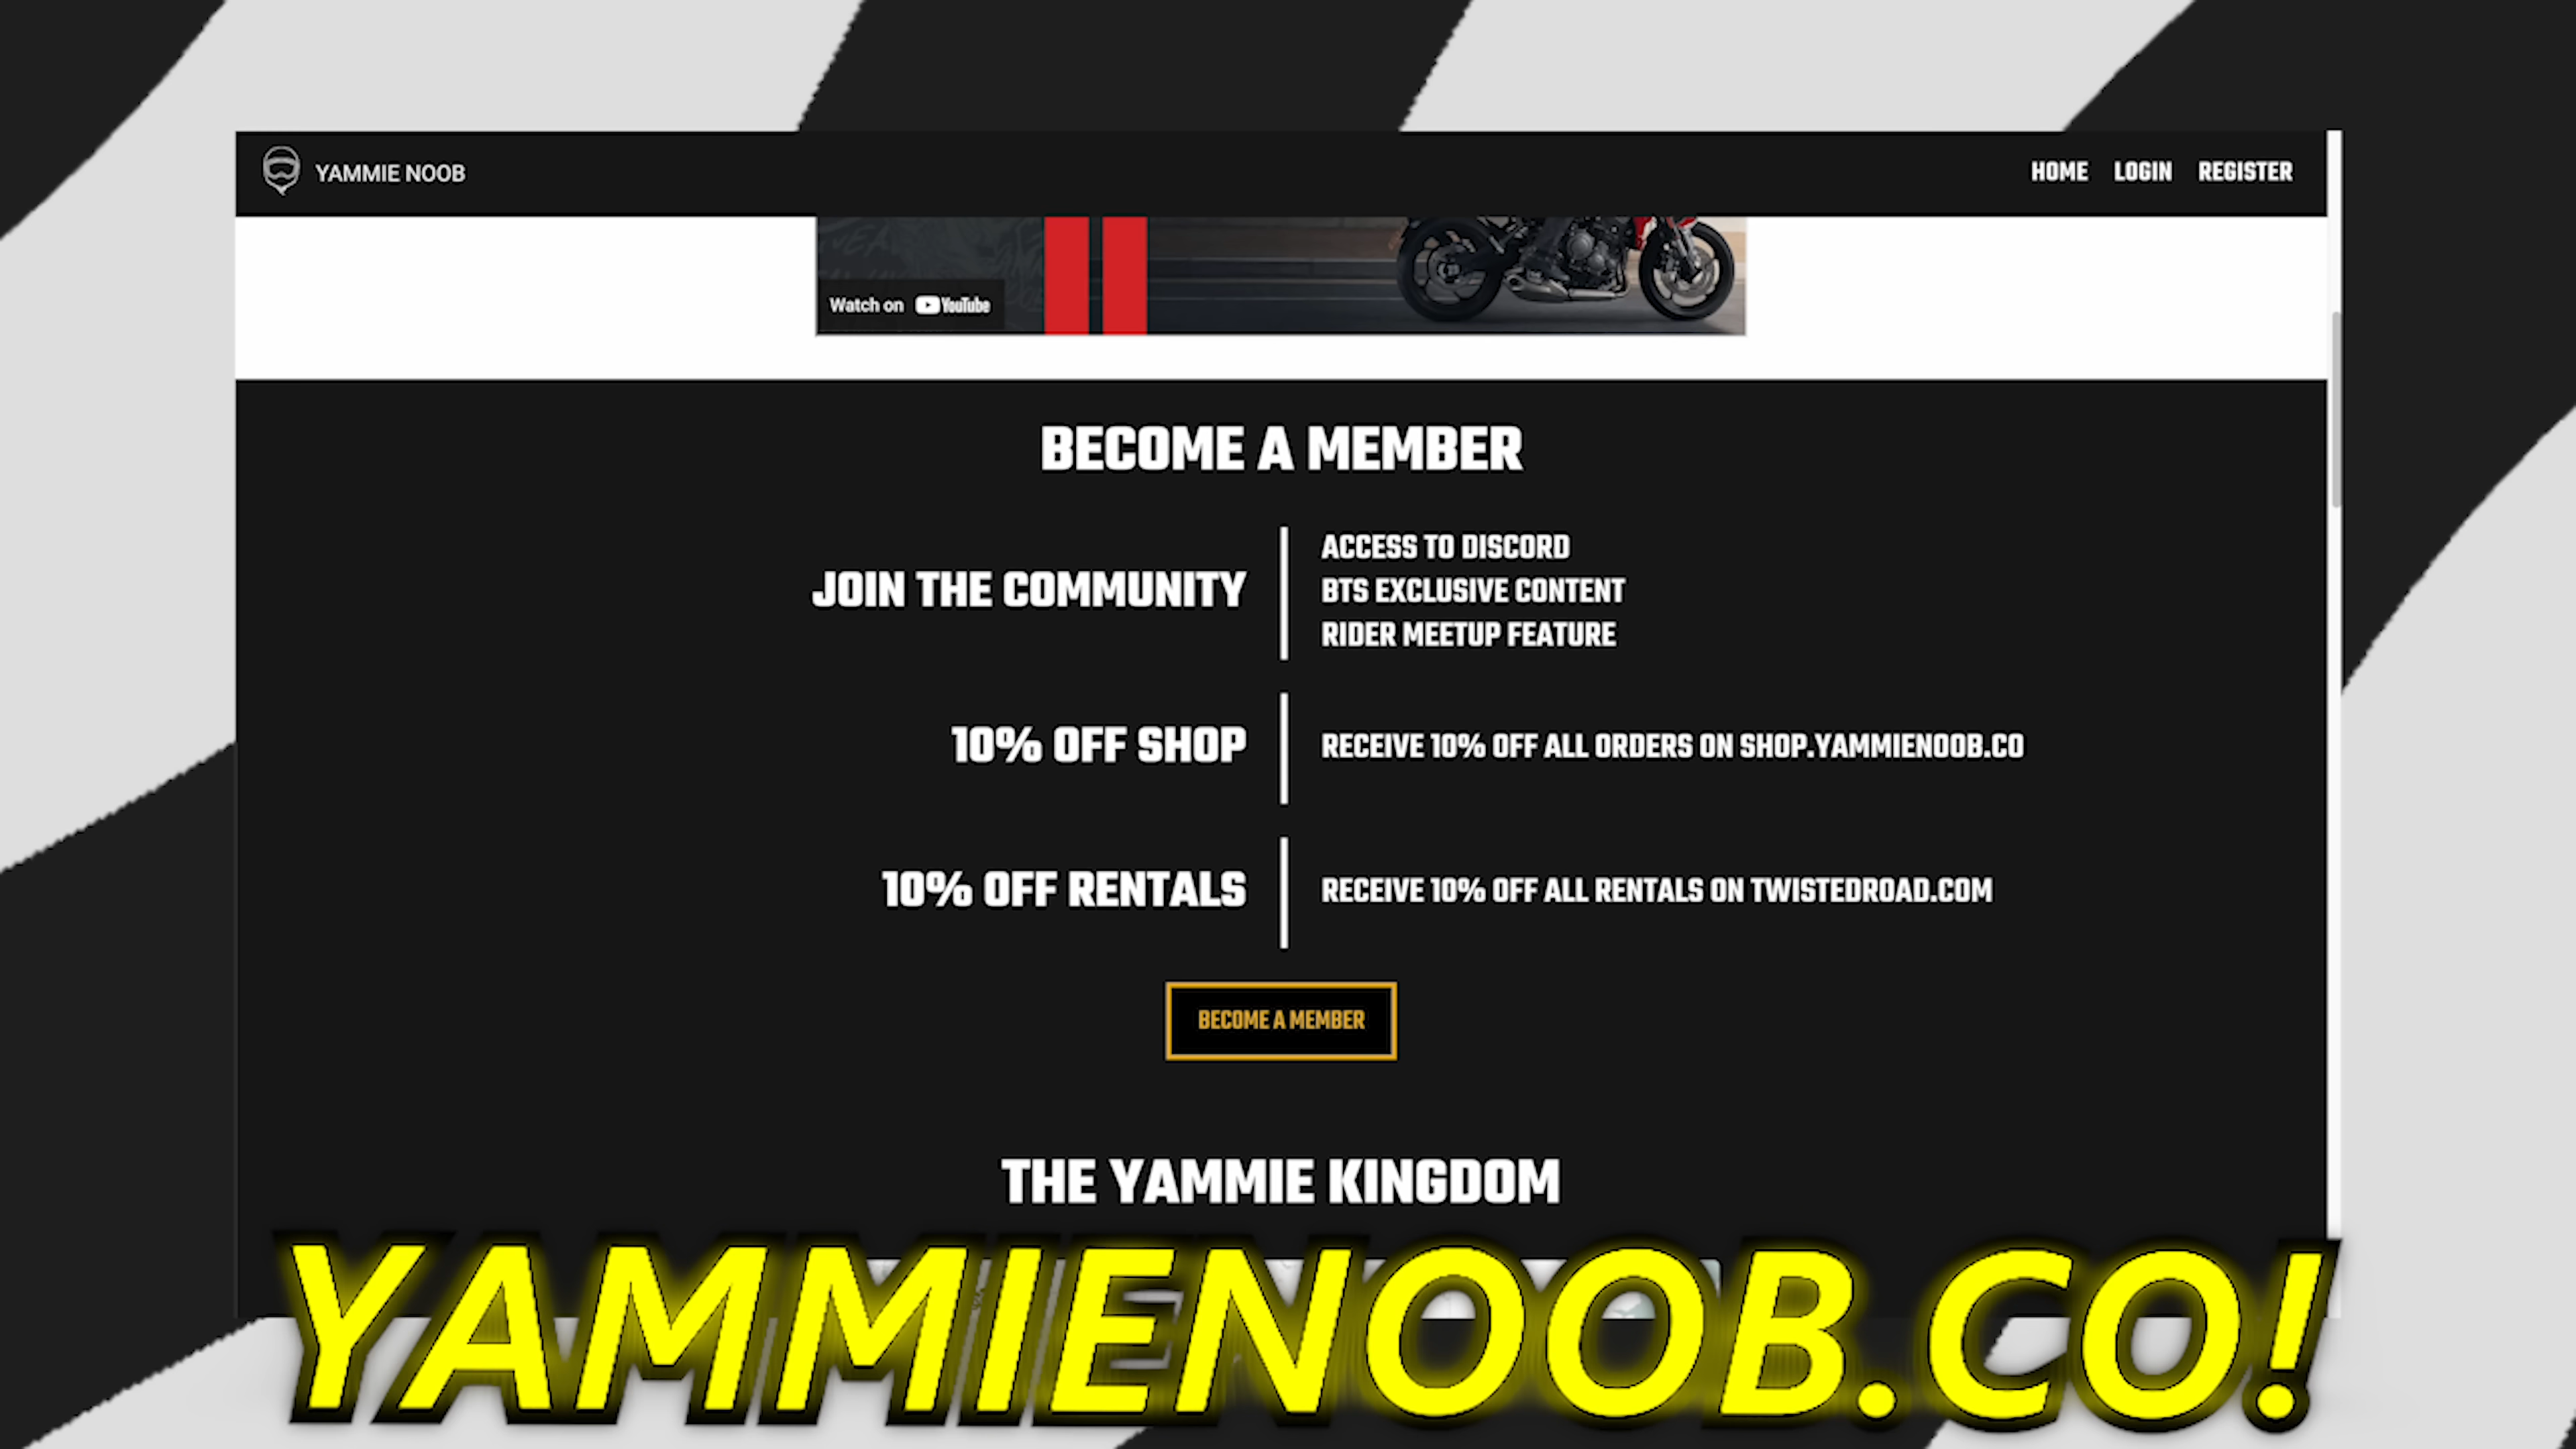 YAMMIE NOOB
HOME LOGIN REGISTER
Watch on YouTube
BECOME A MEMBER
JOIN THE COMMUNITY
ACCESS TO DISCORD
BTS EXCLUSIVE CONTENT
RIDER MEETUP FEATURE
10% OFF SHOP
RECEIVE 10% OFF ALL ORDERS ON SHOP.YAMMIENOOB.CO
10% OFF RENTALS
RECEIVE 10% OFF ALL RENTALS ON TWISTEDROAD.COM
BECOME A MEMBER
THE YAMMIE KINGDOM
YAMMIENOOB.CO!